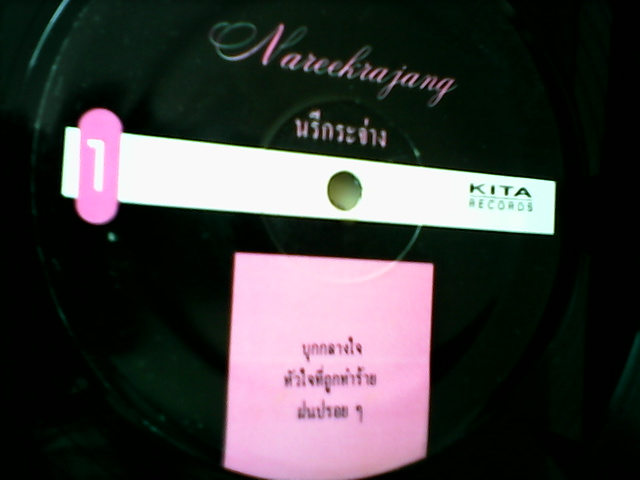 Nareekrajang
นรีกระจ่าง
1
KITA
RECORDS
บุกกลางใจ
หัวใจที่ถูกทำร้าย
ฝนปรอย ๆ